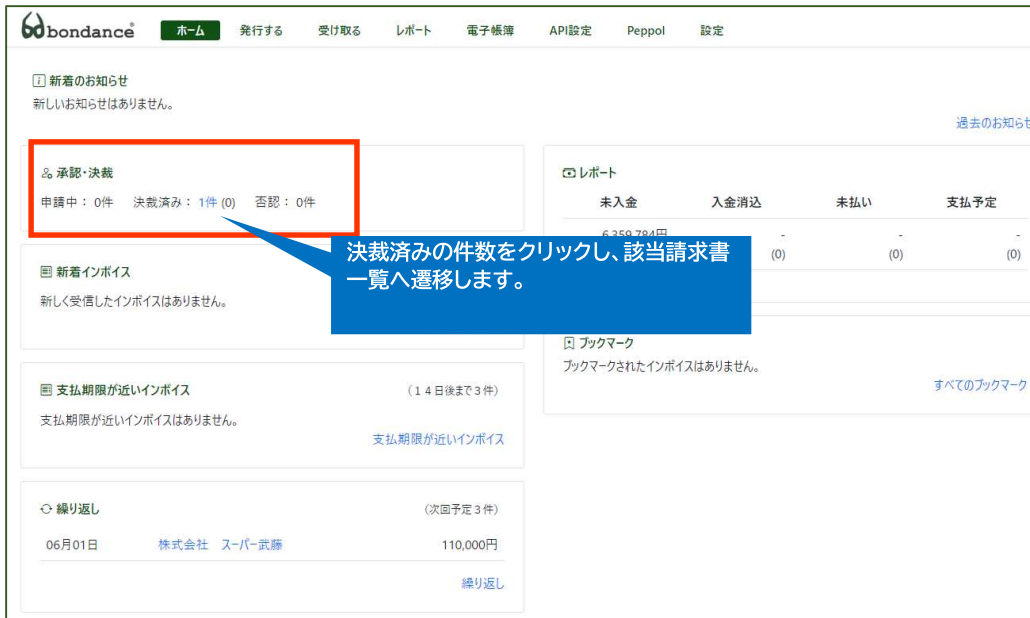 bondance
ホーム 発行する 受け取る レポート 電子帳簿 API設定 Peppol 設定
新着のお知らせ
新しいお知らせはありません。
過去のお知らせ
承認・決裁
申請中： 0件 決裁済み： 1件 (0) 否認： 0件
決裁済みの件数をクリックし、該当請求書
一覧へ遷移します。
新着インボイス
新しく受信したインボイスはありません。
支払期限が近いインボイス （１４日後まで３件）
支払期限が近いインボイスはありません。
支払期限が近いインボイス
繰り返し （次回予定３件）
06月01日 株式会社　スーパー武藤 110,000円
繰り返し
レポート
未入金 入金消込 未払い 支払予定
6,359,784円 - - -
(0) (0) (0)
ブックマーク
ブックマークされたインボイスはありません。
すべてのブックマーク